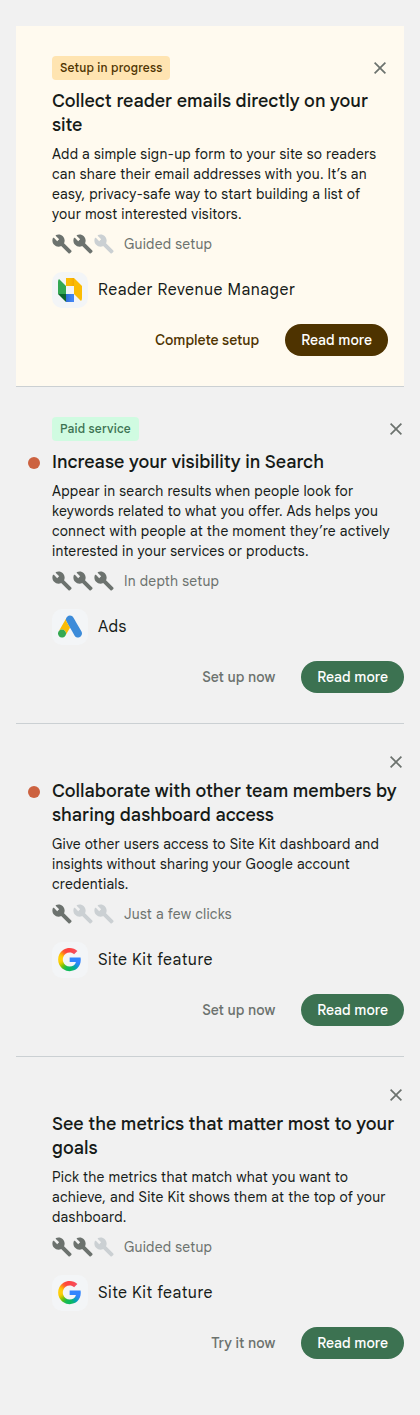 Setup in progress
Collect reader emails directly on your
site
Add a simple sign-up form to your site so readers
can share their email addresses with you. It’s an
easy, privacy-safe way to start building a list of
your most interested visitors.
Guided setup
Reader Revenue Manager
Complete setup
Read more
Paid service
Increase your visibility in Search
Appear in search results when people look for
keywords related to what you offer. Ads helps you
connect with people at the moment they’re actively
interested in your services or products.
In depth setup
Ads
Set up now
Read more
Collaborate with other team members by
sharing dashboard access
Give other users access to Site Kit dashboard and
insights without sharing your Google account
credentials.
Just a few clicks
Site Kit feature
Set up now
Read more
See the metrics that matter most to your
goals
Pick the metrics that match what you want to
achieve, and Site Kit shows them at the top of your
dashboard.
Guided setup
Site Kit feature
Try it now
Read more